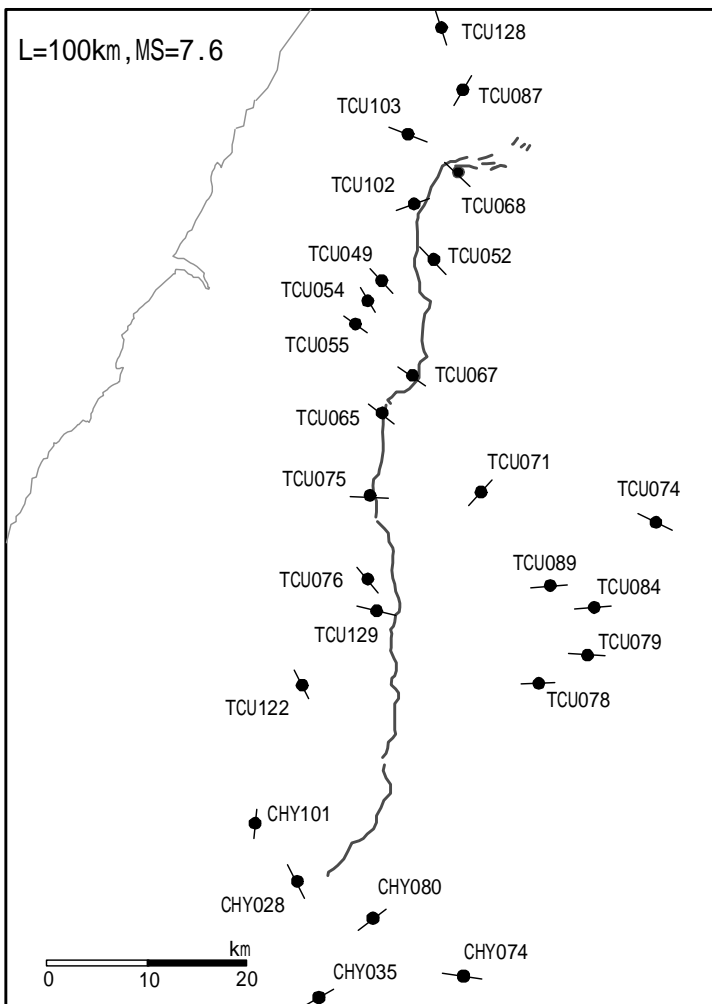 L=100km,MS=7.6
TCU128
TCU087
TCU103
TCU102
TCU068
TCU049
TCU052
TCU054
TCU055
TCU067
TCU065
TCU071
TCU075
TCU074
TCU089
TCU076
TCU084
TCU129
TCU079
TCU078
TCU122
CHY101
CHY080
CHY028
km
CHY074
CHY035
0 10 20